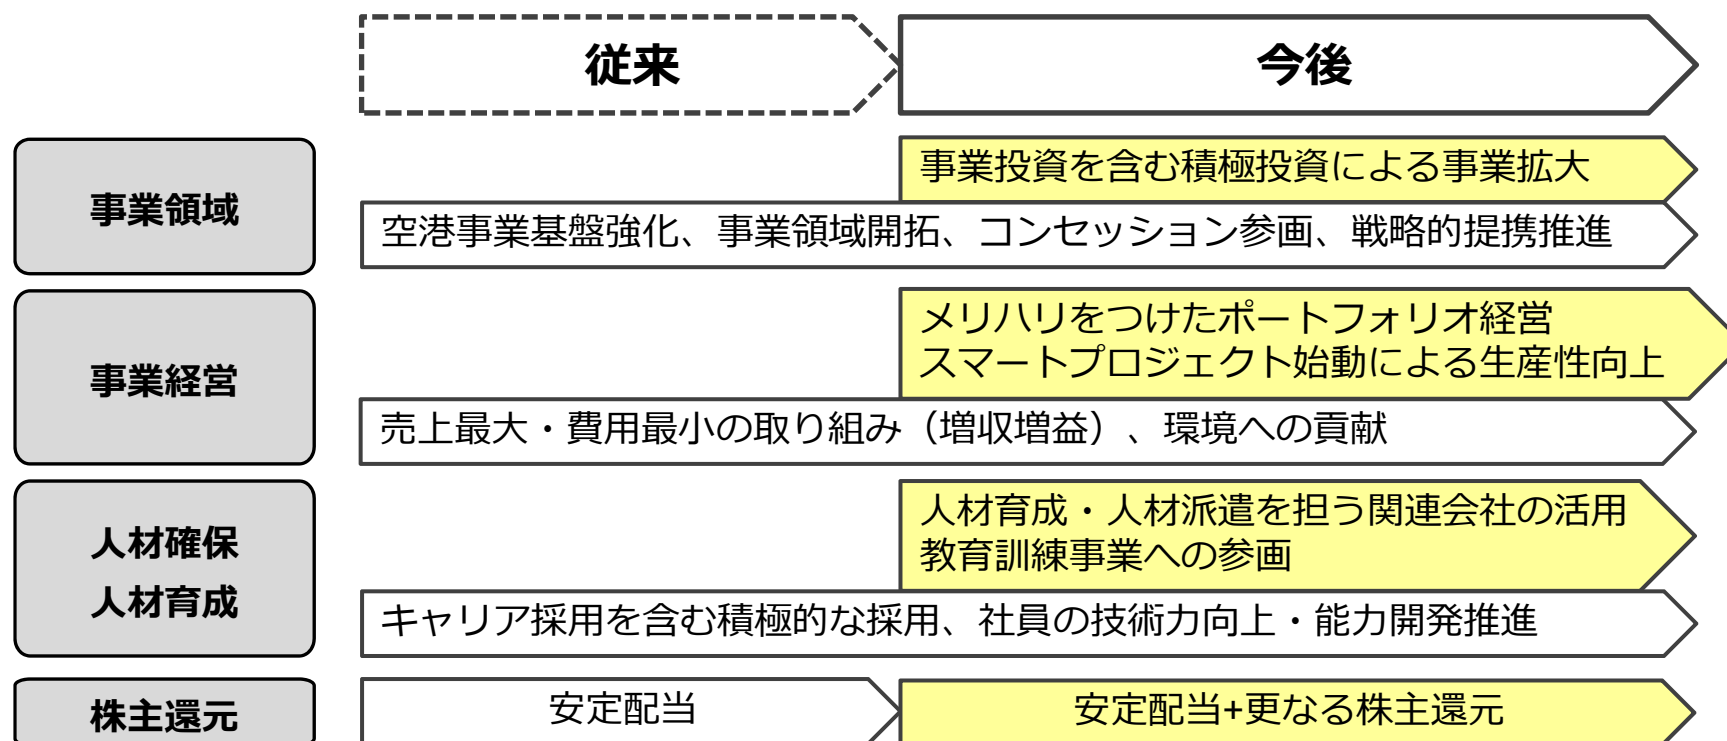 従来
今後
事業領域
事業投資を含む積極投資による事業拡大
空港事業基盤強化、事業領域開拓、コンセッション参画、戦略的提携推進
事業経営
メリハリをつけたポートフォリオ経営
スマートプロジェクト始動による生産性向上
売上最大・費用最小の取り組み（増収増益）、環境への貢献
人材確保
人材育成
人材育成・人材派遣を担う関連会社の活用
教育訓練事業への参画
キャリア採用を含む積極的な採用、社員の技術力向上・能力開発推進
株主還元
安定配当
安定配当+更なる株主還元